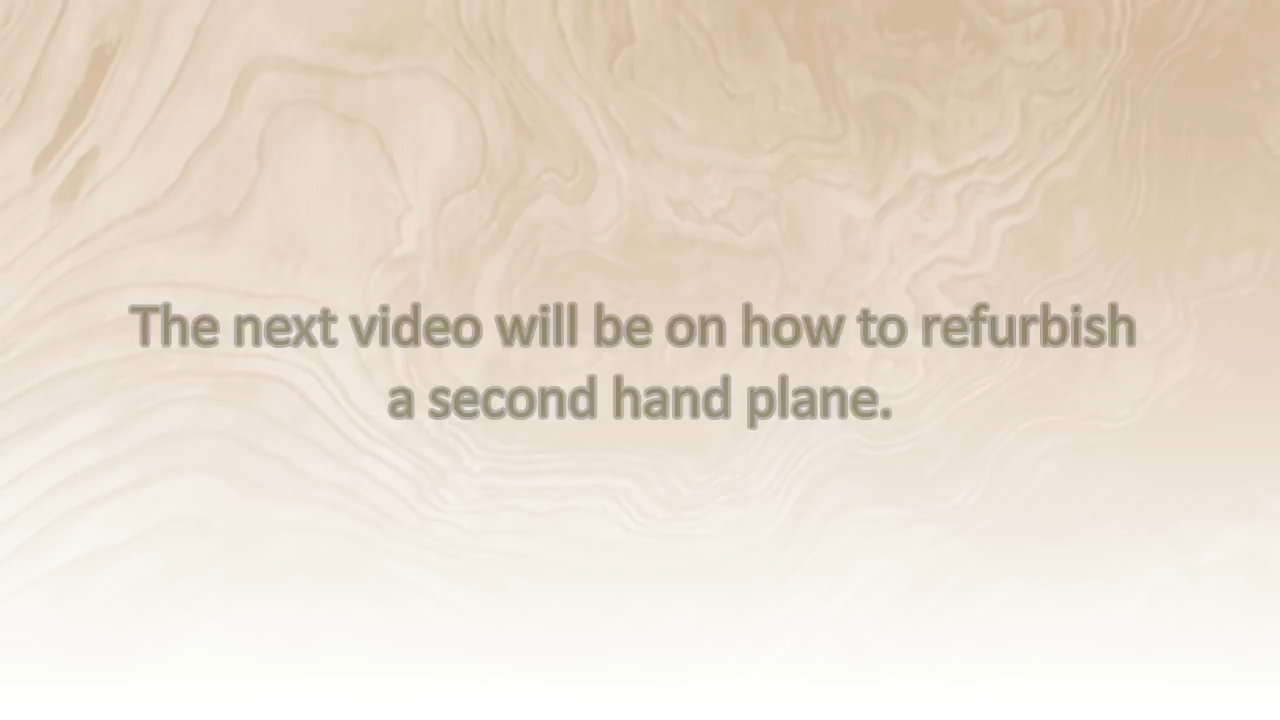 The next video will be on how to refurbish
a second hand plane.